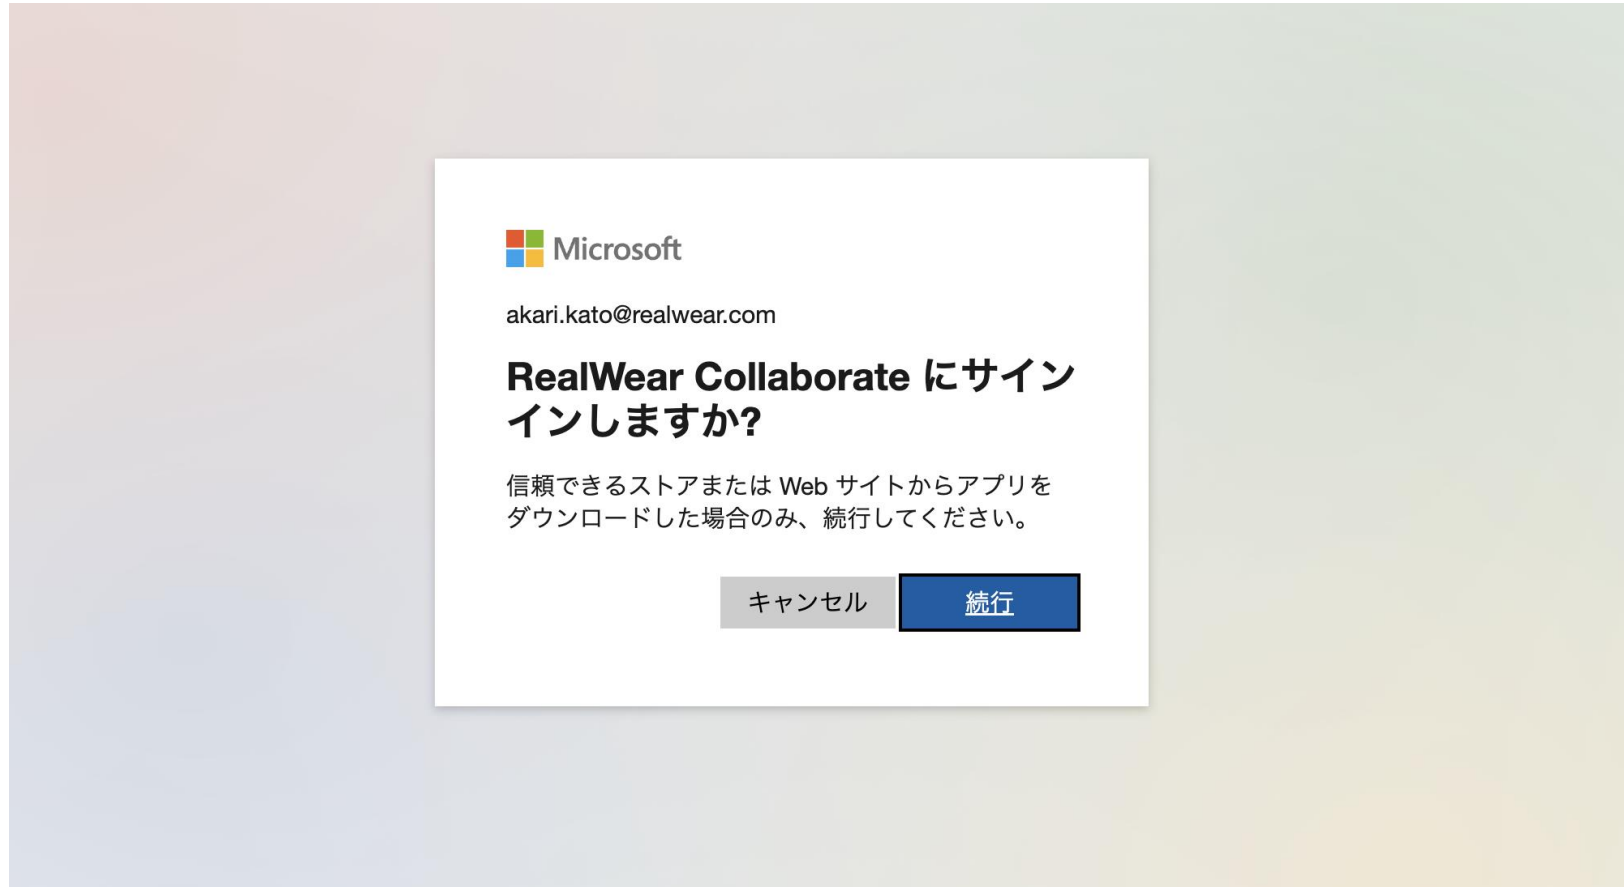 Microsoft
akari.kato@realwear.com
RealWear Collaborate にサイン
インしますか?
信頼できるストアまたは Web サイトからアプリを
ダウンロードした場合のみ、続行してください。
キャンセル
続行